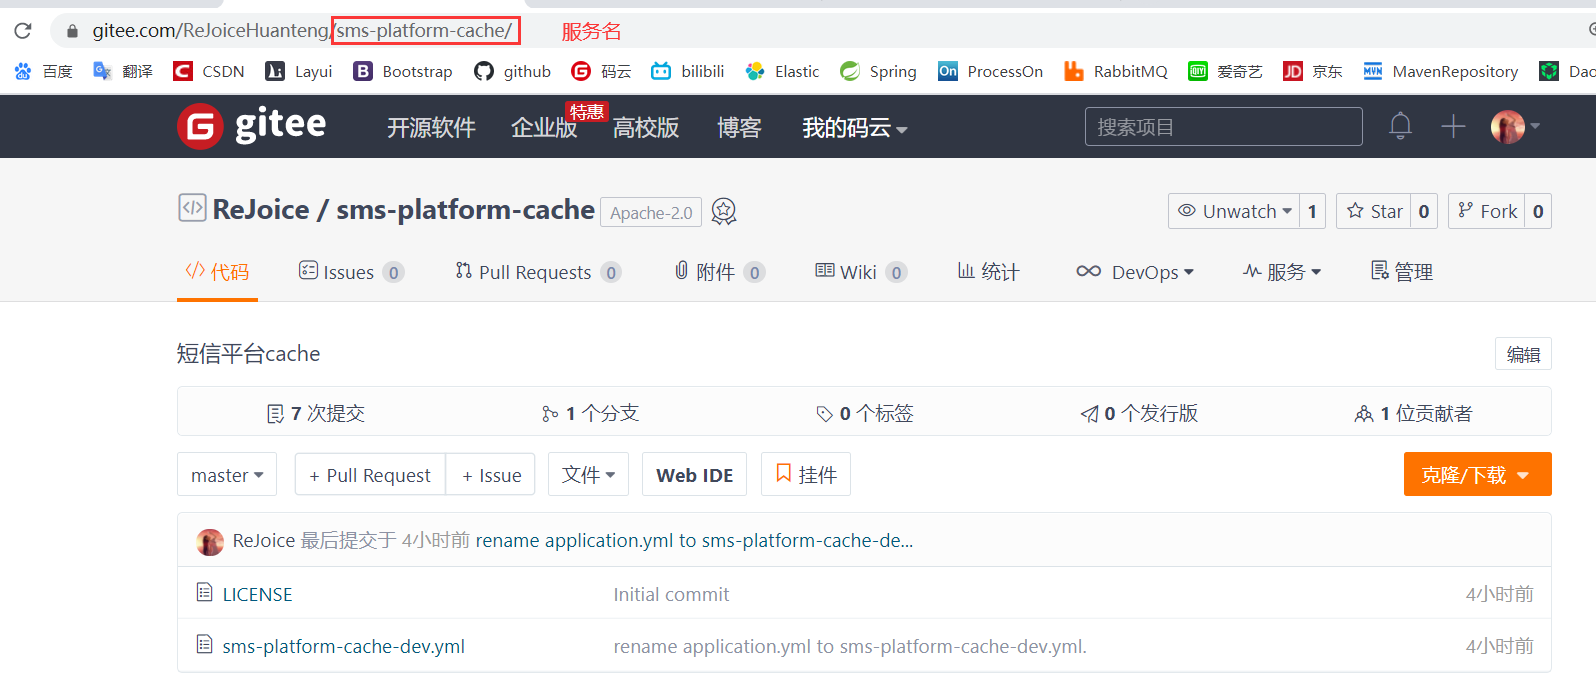 gitee.com/ReJoiceHuanteng/sms-platform-cache/ 服务名
百度 翻译 CSDN Layui Bootstrap github 码云 bilibili Elastic Spring ProcessOn RabbitMQ 爱奇艺 京东 MavenRepository Dao
gitee 开源软件 企业版 特惠 高校版 博客 我的码云 搜索项目
ReJoice / sms-platform-cache Apache-2.0 Unwatch 1 Star 0 Fork 0
代码 Issues 0 Pull Requests 0 附件 0 Wiki 0 统计 DevOps 服务 管理
短信平台cache 编辑
7 次提交 1 个分支 0 个标签 0 个发行版 1 位贡献者
master + Pull Request + Issue 文件 Web IDE 挂件 克隆/下载
ReJoice 最后提交于 4小时前 rename application.yml to sms-platform-cache-de...
LICENSE Initial commit 4小时前
sms-platform-cache-dev.yml rename application.yml to sms-platform-cache-dev.yml. 4小时前